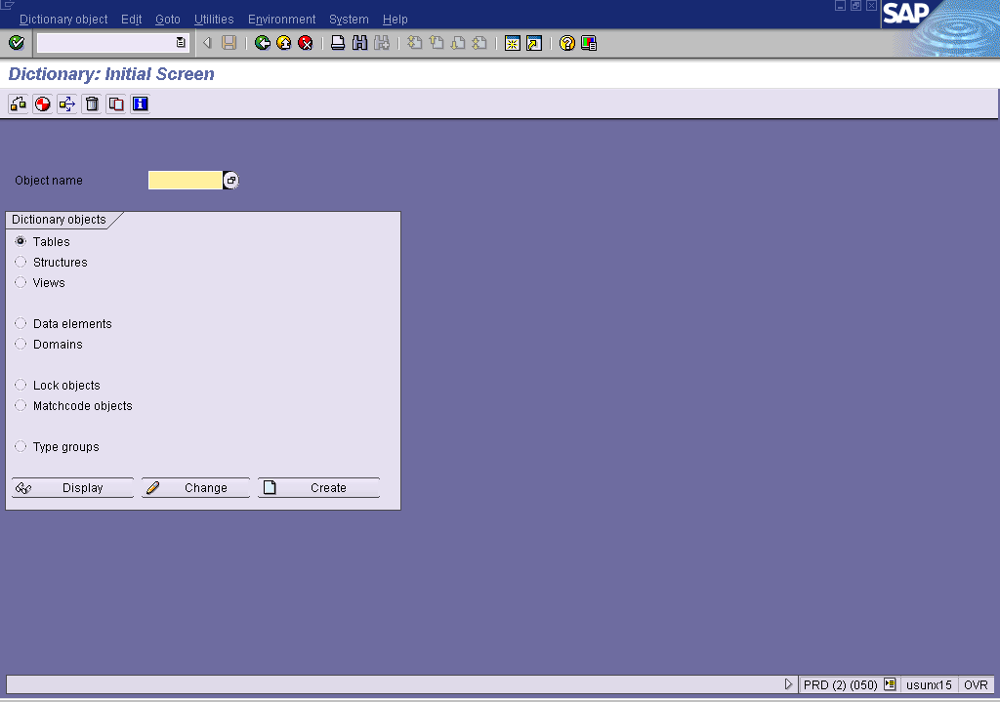 Dictionary object Edit Goto Utilities Environment System Help
SAP
Dictionary: Initial Screen
Object name
Dictionary objects
Tables
Structures
Views
Data elements
Domains
Lock objects
Matchcode objects
Type groups
Display Change Create
PRD (2) (050) usunx15 OVR